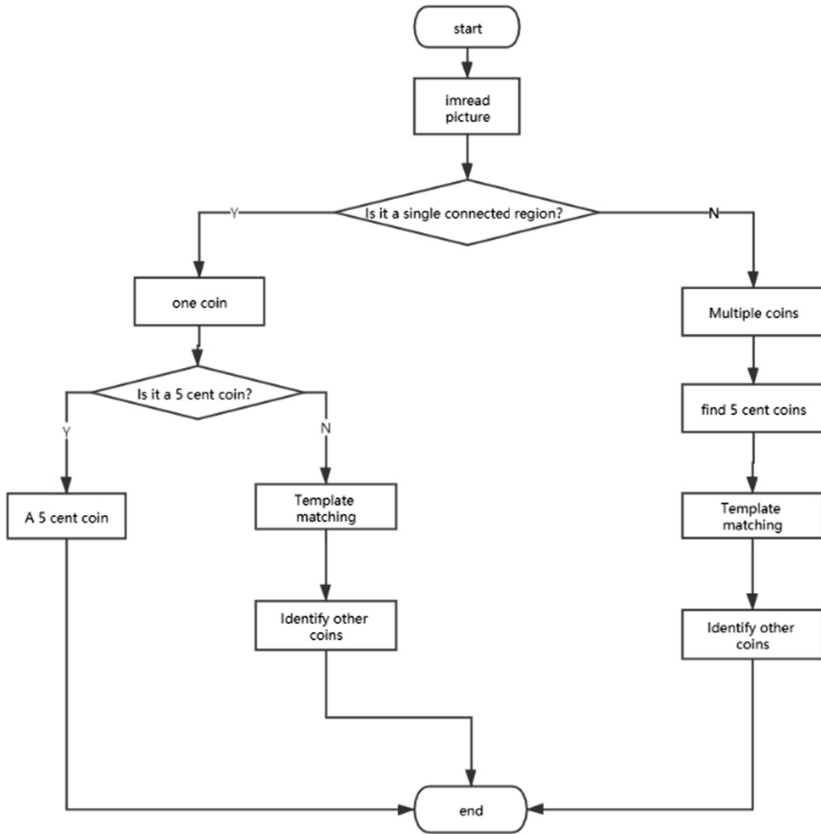 start
imread
picture
Is it a single connected region?
Y
N
one coin
Multiple coins
Is it a 5 cent coin?
find 5 cent coins
Y
N
A 5 cent coin
Template
matching
Template
matching
Identify other
coins
Identify other
coins
end